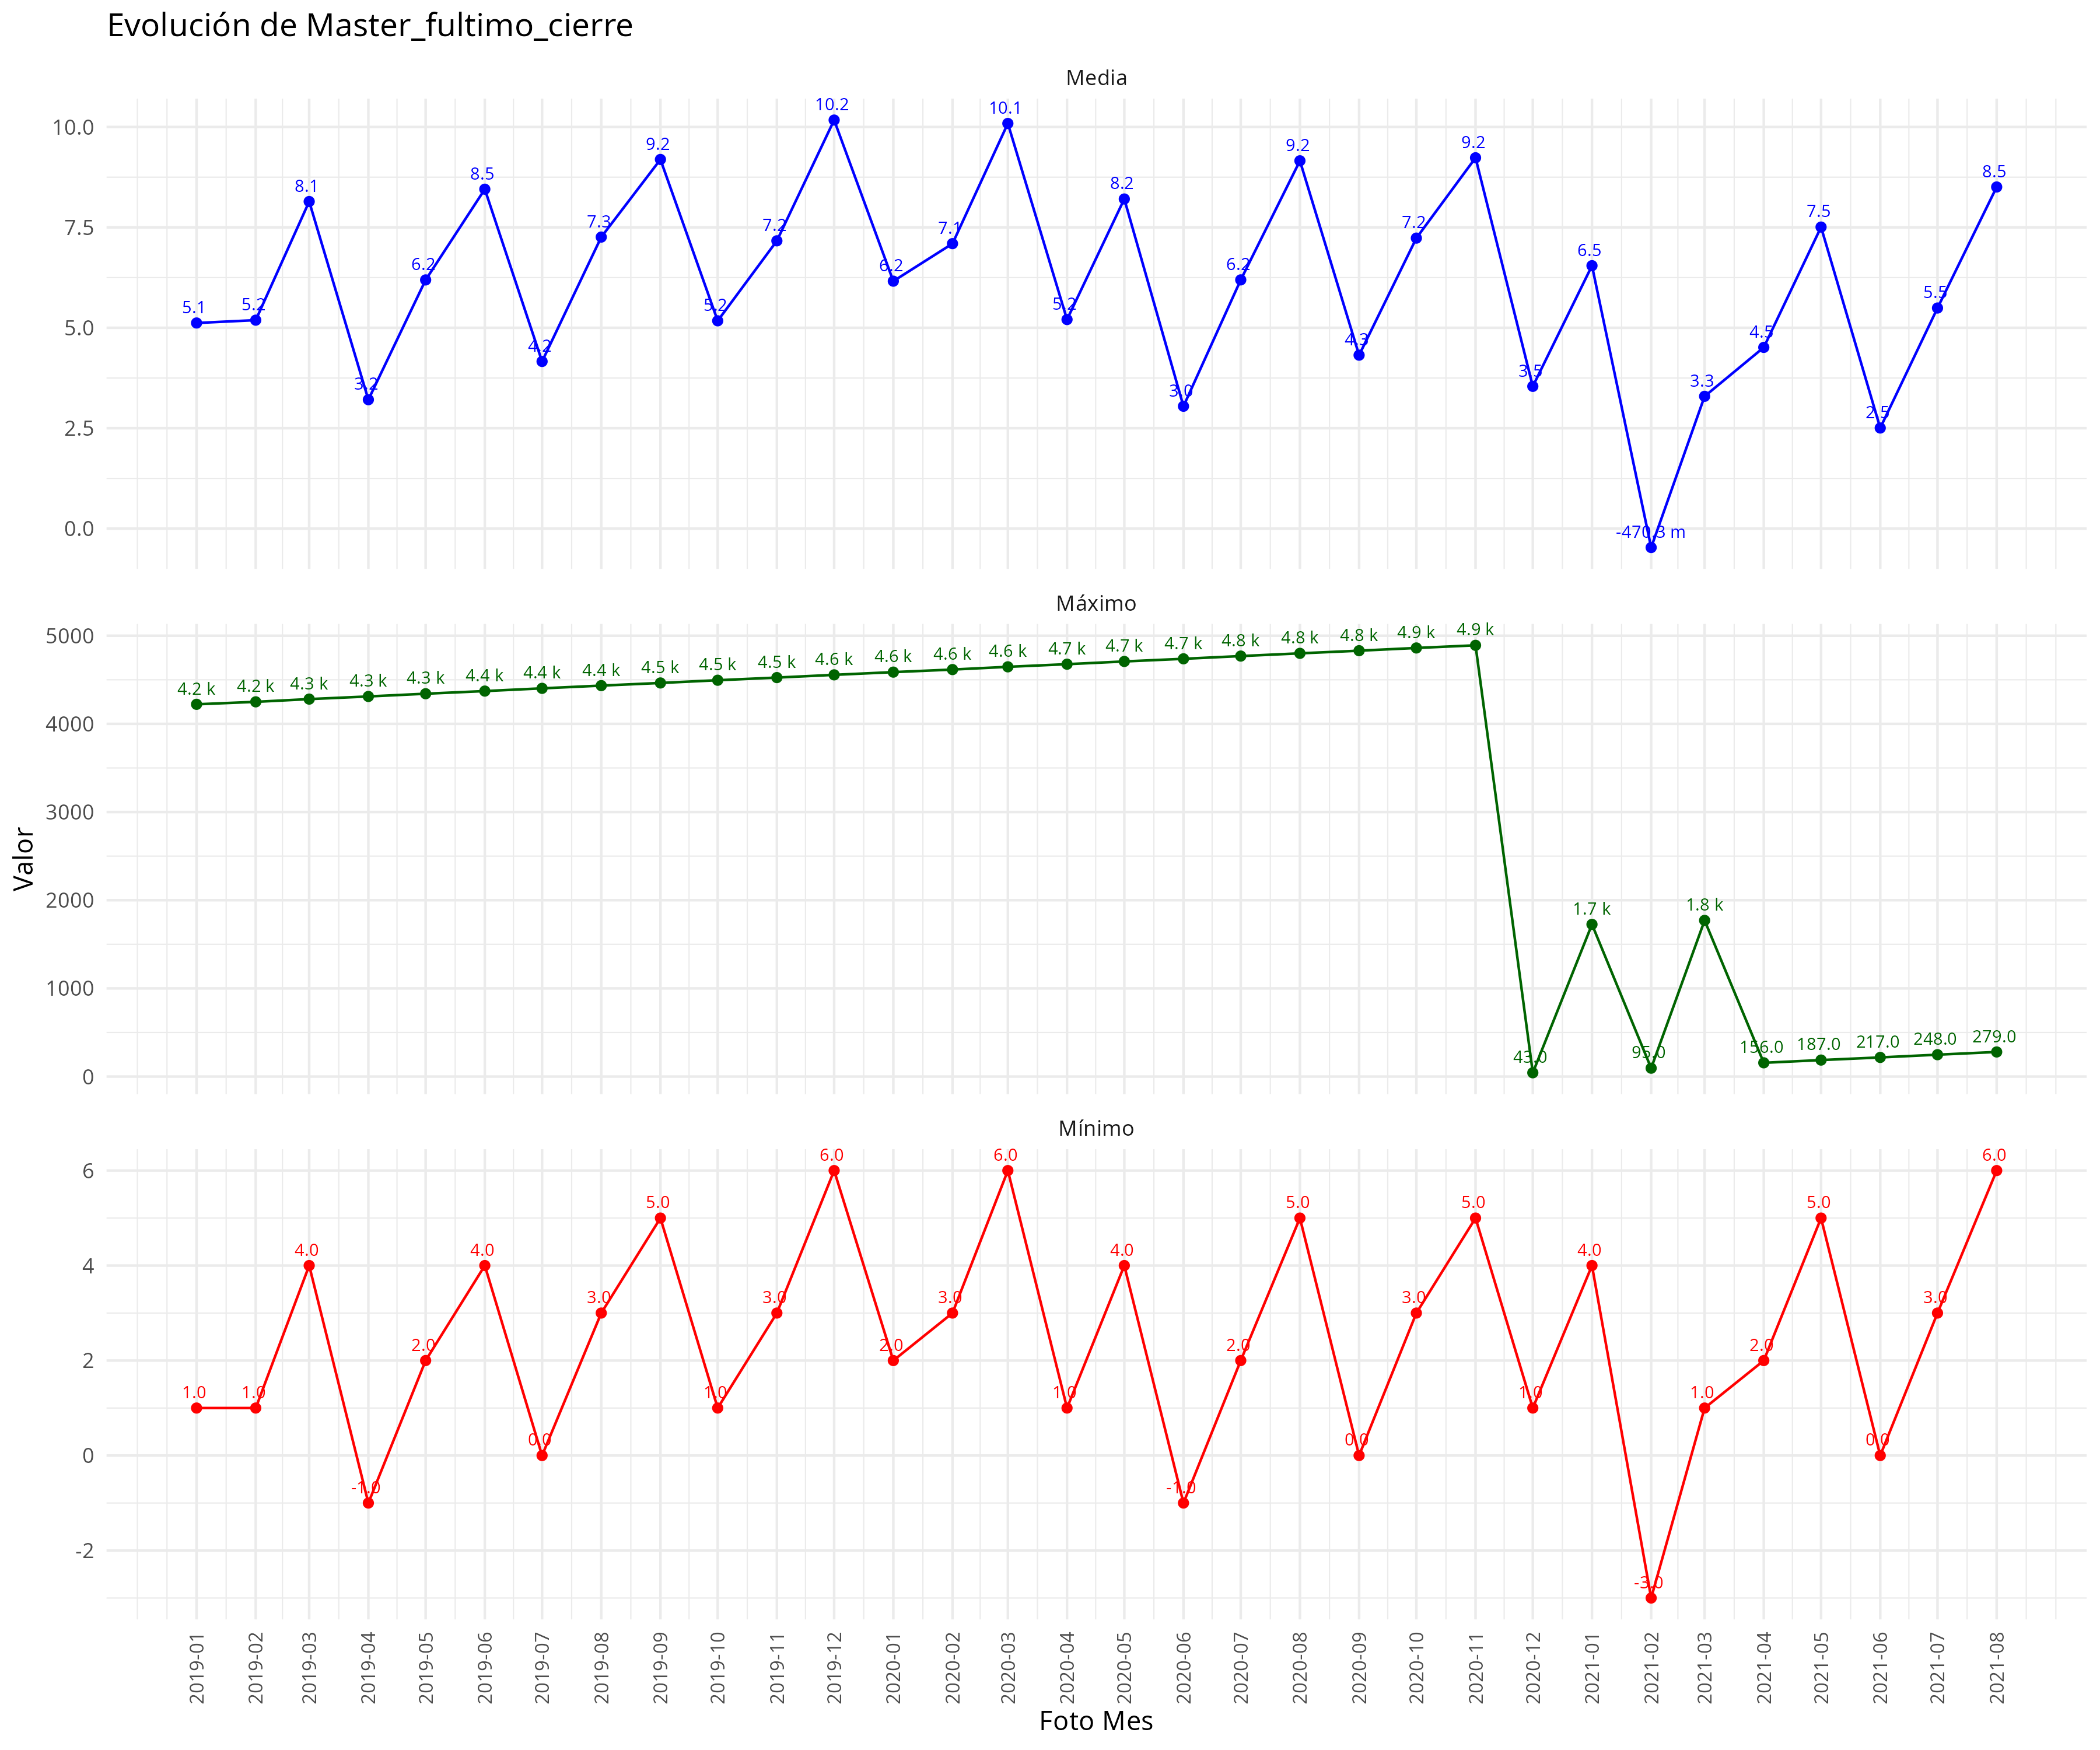 Evolución de Master_fultimo_cierre
Media
10.0
7.5
5.0
2.5
0.0
5.1 5.2 8.1 3.2 6.2 8.5 4.2 7.3 9.2 5.2 7.2 10.2 6.2 7.1 10.1 5.2 8.2 3.0 6.2 9.2 4.3 7.2 9.2 3.5 6.5 -470.3 m 3.3 4.5 7.5 2.5 5.5 8.5
Máximo
5000
4000
3000
2000
1000
0
4.2 k 4.2 k 4.3 k 4.3 k 4.3 k 4.4 k 4.4 k 4.4 k 4.5 k 4.5 k 4.5 k 4.6 k 4.6 k 4.6 k 4.6 k 4.7 k 4.7 k 4.7 k 4.8 k 4.8 k 4.8 k 4.9 k 4.9 k 43.0 1.7 k 95.0 1.8 k 156.0 187.0 217.0 248.0 279.0
Valor
Mínimo
6
4
2
0
-2
1.0 1.0 4.0 -1.0 2.0 4.0 0.0 3.0 5.0 1.0 3.0 6.0 2.0 3.0 6.0 1.0 4.0 -1.0 2.0 5.0 0.0 3.0 5.0 1.0 4.0 -3.0 1.0 2.0 5.0 0.0 3.0 6.0
2019-01 2019-02 2019-03 2019-04 2019-05 2019-06 2019-07 2019-08 2019-09 2019-10 2019-11 2019-12 2020-01 2020-02 2020-03 2020-04 2020-05 2020-06 2020-07 2020-08 2020-09 2020-10 2020-11 2020-12 2021-01 2021-02 2021-03 2021-04 2021-05 2021-06 2021-07 2021-08
Foto Mes